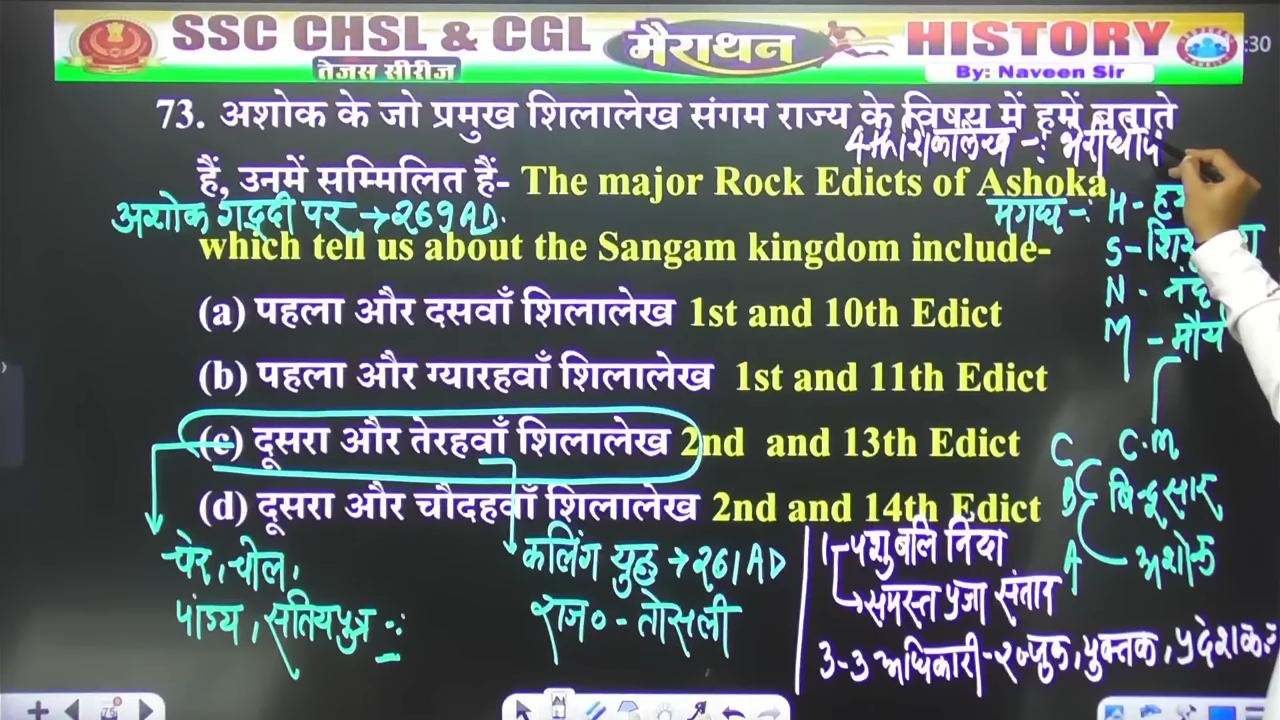 SSC CHSL & CGL मैराथन HISTORY :30
तेजस सीरीज By: Naveen Sir
73. अशोक के जो प्रमुख शिलालेख संगम राज्य के विषय में हमें बताते
4th शिलालेख -:
हैं, उनमें सम्मिलित हैं- The major Rock Edicts of Ashoka
अशोक गद्दी पर → 269 AD.
मगध -:
H -
which tell us about the Sangam kingdom include-
S -
N -
(a) पहला और दसवाँ शिलालेख 1st and 10th Edict
M - मौर्य
(b) पहला और ग्यारहवाँ शिलालेख 1st and 11th Edict
(c) दूसरा और तेरहवाँ शिलालेख 2nd and 13th Edict
C C.M
(d) दूसरा और चौदहवाँ शिलालेख 2nd and 14th Edict
B बिन्दुसार
A अशोक
चेर, चोल,
पांड्य, सतियपुत्र -:
कलिंग युद्ध → 261 AD
राज० - तोसली
1 पशुबलि निंदा
समस्त प्रजा संतान
3-3 अधिकारी - रज्जुक, युक्तक, प्रदेशक